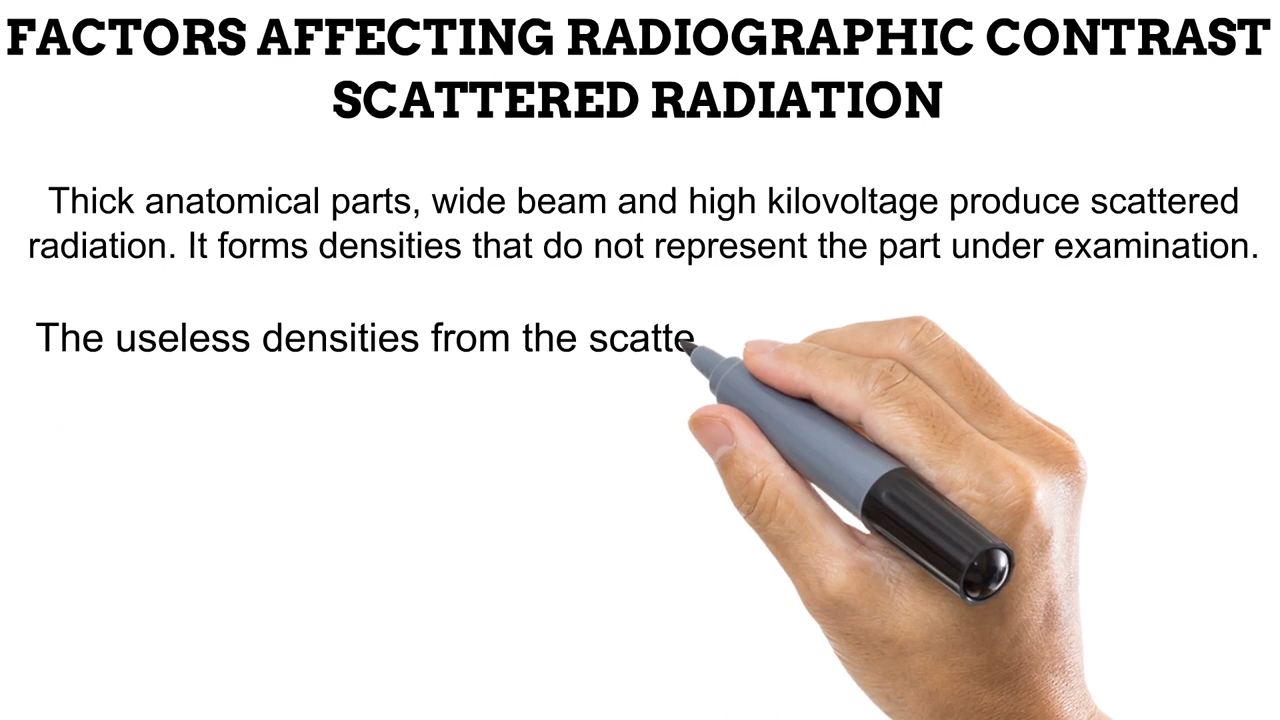 FACTORS AFFECTING RADIOGRAPHIC CONTRAST
SCATTERED RADIATION
Thick anatomical parts, wide beam and high kilovoltage produce scattered
radiation. It forms densities that do not represent the part under examination.
The useless densities from the scatte